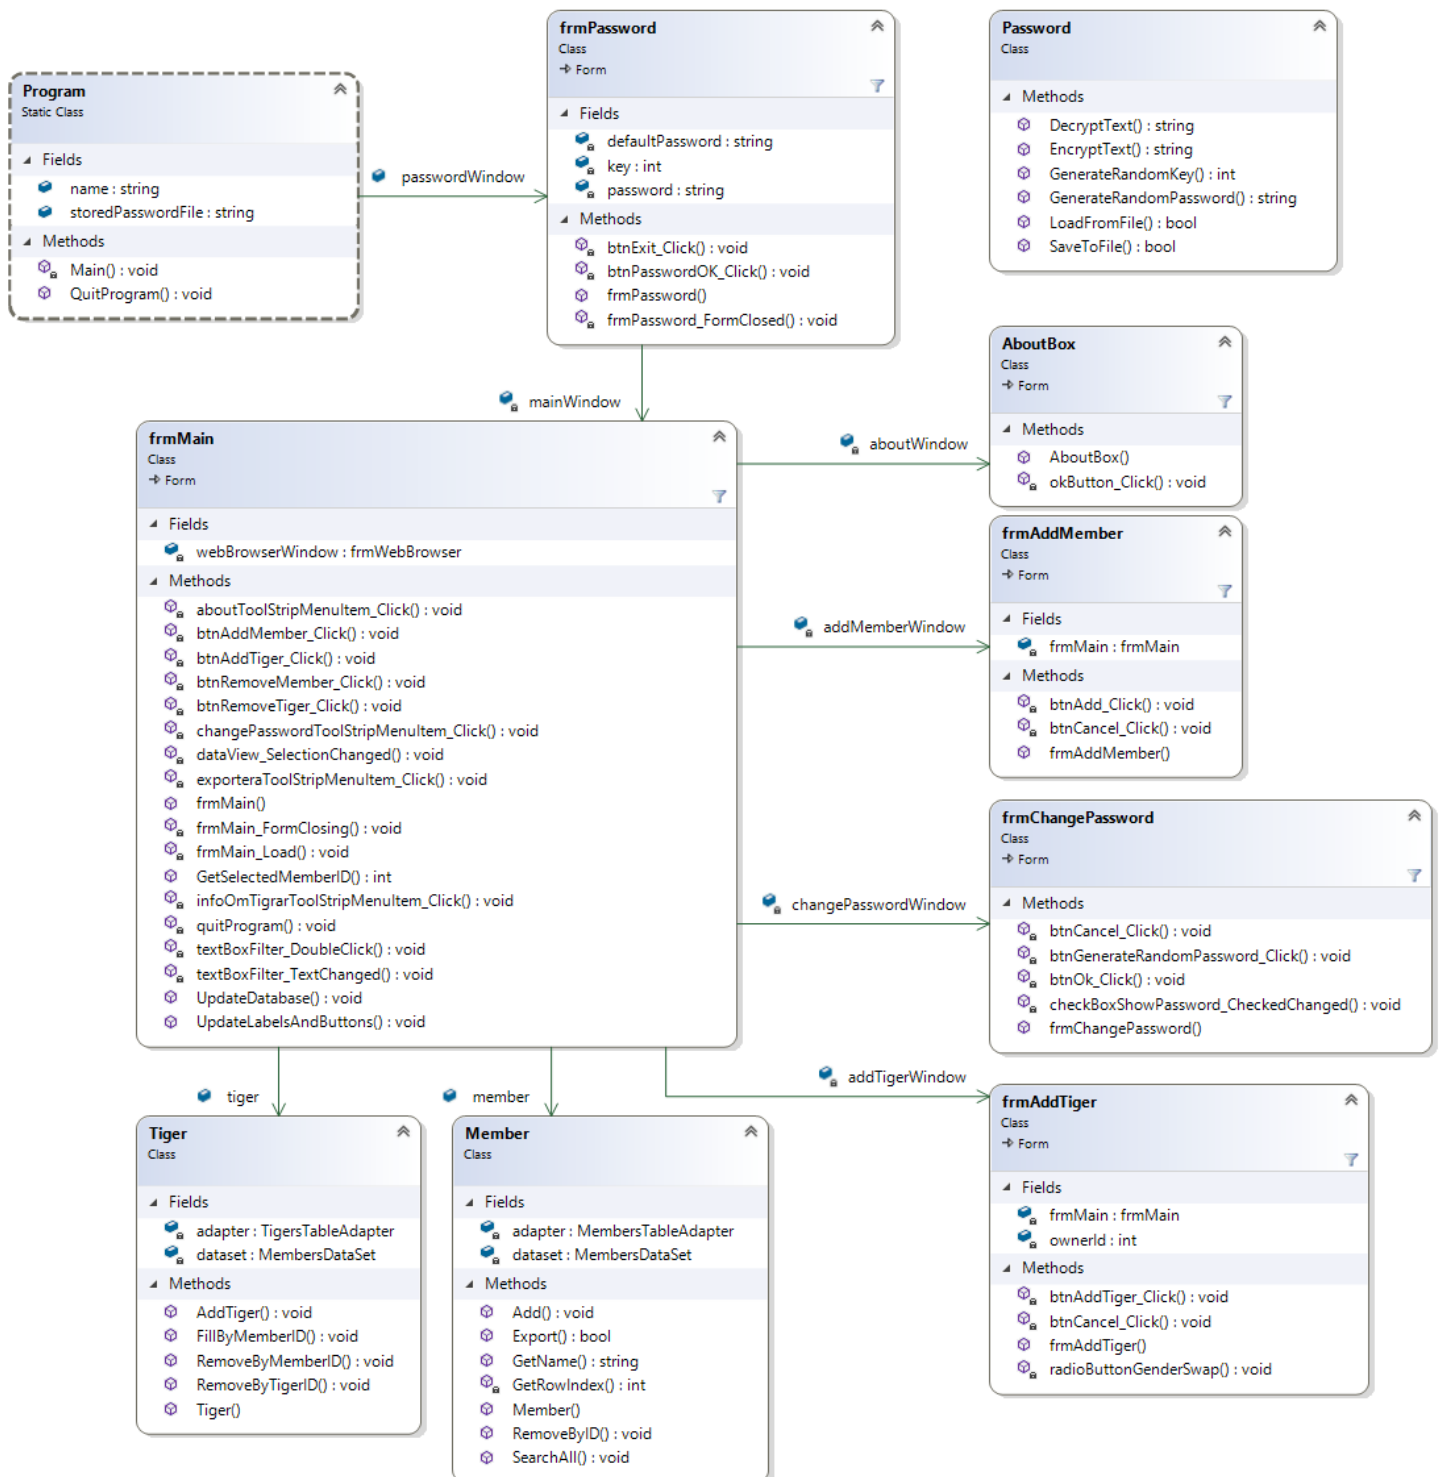 Program
Static Class
Fields
name : string
storedPasswordFile : string
Methods
Main() : void
QuitProgram() : void
passwordWindow
frmPassword
Class
Form
Fields
defaultPassword : string
key : int
password : string
Methods
btnExit_Click() : void
btnPasswordOK_Click() : void
frmPassword()
frmPassword_FormClosed() : void
Password
Class
Methods
DecryptText() : string
EncryptText() : string
GenerateRandomKey() : int
GenerateRandomPassword() : string
LoadFromFile() : bool
SaveToFile() : bool
mainWindow
frmMain
Class
Form
Fields
webBrowserWindow : frmWebBrowser
Methods
aboutToolStripMenuItem_Click() : void
btnAddMember_Click() : void
btnAddTiger_Click() : void
btnRemoveMember_Click() : void
btnRemoveTiger_Click() : void
changePasswordToolStripMenuItem_Click() : void
dataView_SelectionChanged() : void
exporteraToolStripMenuItem_Click() : void
frmMain()
frmMain_FormClosing() : void
frmMain_Load() : void
GetSelectedMemberID() : int
infoOmTigrarToolStripMenuItem_Click() : void
quitProgram() : void
textBoxFilter_DoubleClick() : void
textBoxFilter_TextChanged() : void
UpdateDatabase() : void
UpdateLabelsAndButtons() : void
aboutWindow
AboutBox
Class
Form
Methods
AboutBox()
okButton_Click() : void
addMemberWindow
frmAddMember
Class
Form
Fields
frmMain : frmMain
Methods
btnAdd_Click() : void
btnCancel_Click() : void
frmAddMember()
changePasswordWindow
frmChangePassword
Class
Form
Methods
btnCancel_Click() : void
btnGenerateRandomPassword_Click() : void
btnOk_Click() : void
checkBoxShowPassword_CheckedChanged() : void
frmChangePassword()
tiger
Tiger
Class
Fields
adapter : TigersTableAdapter
dataset : MembersDataSet
Methods
AddTiger() : void
FillByMemberID() : void
RemoveByMemberID() : void
RemoveByTigerID() : void
Tiger()
member
Member
Class
Fields
adapter : MembersTableAdapter
dataset : MembersDataSet
Methods
Add() : void
Export() : bool
GetName() : string
GetRowIndex() : int
Member()
RemoveByID() : void
SearchAll() : void
addTigerWindow
frmAddTiger
Class
Form
Fields
frmMain : frmMain
ownerId : int
Methods
btnAddTiger_Click() : void
btnCancel_Click() : void
frmAddTiger()
radioButtonGenderSwap() : void